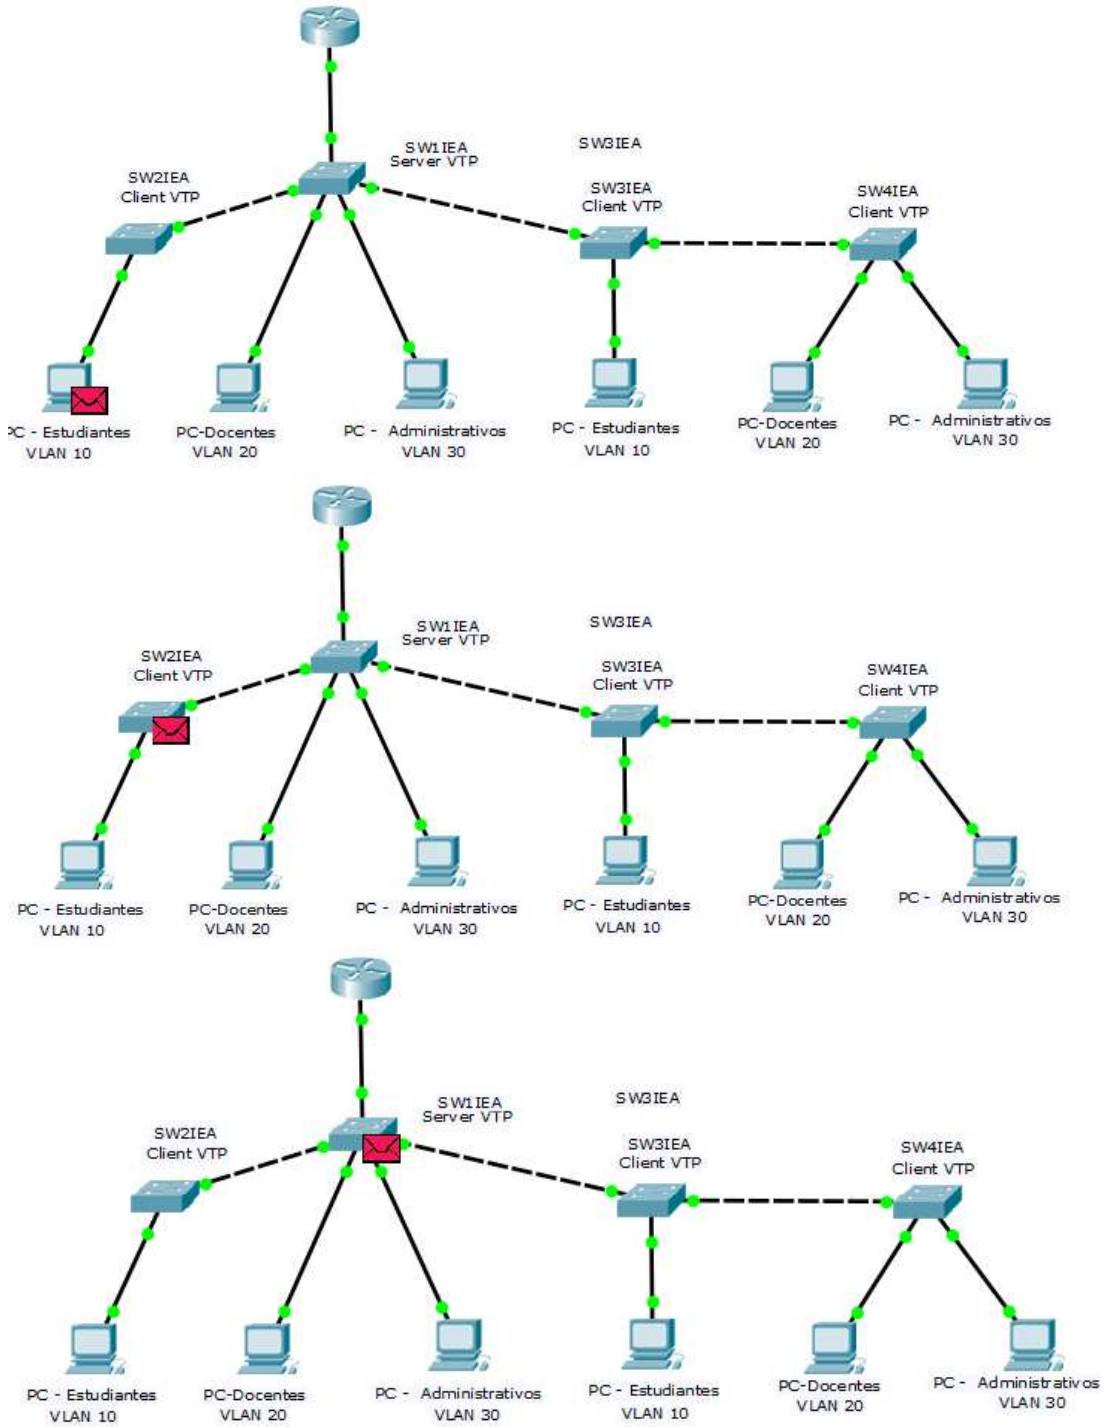 SW1IEA
Server VTP
SW3IEA
SW2IEA
Client VTP
SW3IEA
Client VTP
SW4IEA
Client VTP
PC - Estudiantes
VLAN 10
PC-Docentes
VLAN 20
PC - Administrativos
VLAN 30
PC - Estudiantes
VLAN 10
PC-Docentes
VLAN 20
PC - Administrativos
VLAN 30
SW1IEA
Server VTP
SW3IEA
SW2IEA
Client VTP
SW3IEA
Client VTP
SW4IEA
Client VTP
PC - Estudiantes
VLAN 10
PC-Docentes
VLAN 20
PC - Administrativos
VLAN 30
PC - Estudiantes
VLAN 10
PC-Docentes
VLAN 20
PC - Administrativos
VLAN 30
SW1IEA
Server VTP
SW3IEA
SW2IEA
Client VTP
SW3IEA
Client VTP
SW4IEA
Client VTP
PC - Estudiantes
VLAN 10
PC-Docentes
VLAN 20
PC - Administrativos
VLAN 30
PC - Estudiantes
VLAN 10
PC-Docentes
VLAN 20
PC - Administrativos
VLAN 30